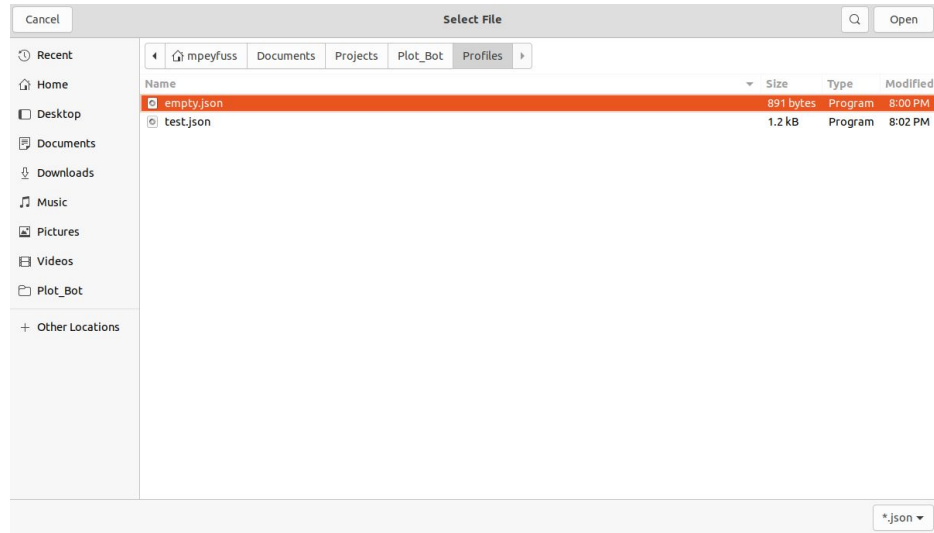 Cancel Select File Open
Recent
Home
Desktop
Documents
Downloads
Music
Pictures
Videos
Plot_Bot
+ Other Locations
mpeyfuss Documents Projects Plot_Bot Profiles
Name Size Type Modified
empty.json 891 bytes Program 8:00 PM
test.json 1.2 kB Program 8:02 PM
*.json